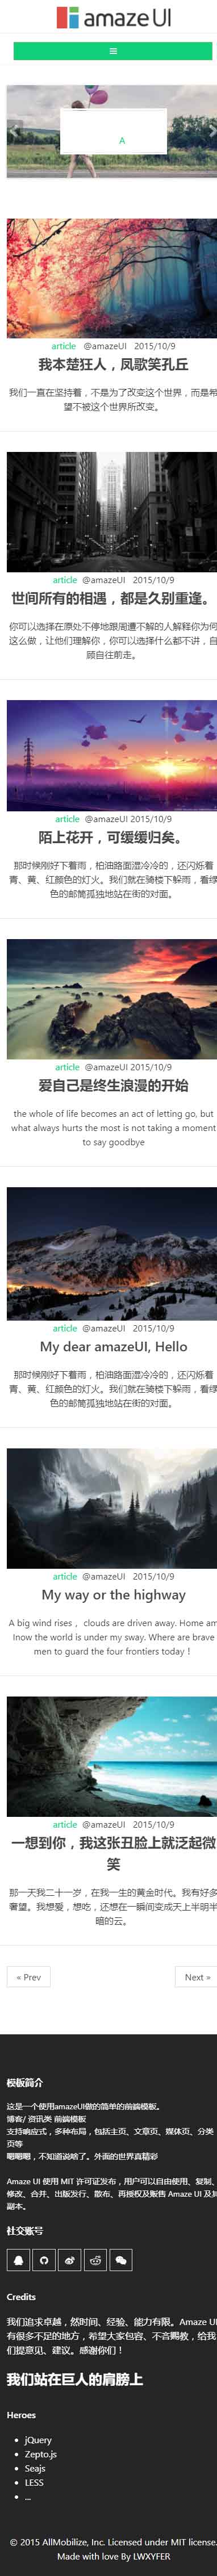 amaze UI
A
article @amazeUI 2015/10/9
我本楚狂人，凤歌笑孔丘
我们一直在坚持着，不是为了改变这个世界，而是希
望不被这个世界所改变。
article @amazeUI 2015/10/9
世间所有的相遇，都是久别重逢。
你可以选择在原处不停地跟周遭不解的人解释你为何
这么做，让他们理解你，你可以选择什么都不讲，自
顾自往前走。
article @amazeUI 2015/10/9
陌上花开，可缓缓归矣。
那时候刚好下着雨，柏油路面湿冷冷的，还闪烁着
青、黄、红颜色的灯火。我们就在骑楼下躲雨，看绿
色的邮筒孤独地站在街的对面。
article @amazeUI 2015/10/9
爱自己是终生浪漫的开始
the whole of life becomes an act of letting go, but
what always hurts the most is not taking a moment
to say goodbye
article @amazeUI 2015/10/9
My dear amazeUI, Hello
那时候刚好下着雨，柏油路面湿冷冷的，还闪烁着
青、黄、红颜色的灯火。我们就在骑楼下躲雨，看绿
色的邮筒孤独地站在街的对面。
article @amazeUI 2015/10/9
My way or the highway
A big wind rises， clouds are driven away. Home am
Inow the world is under my sway. Where are brave
men to guard the four frontiers today！
article @amazeUI 2015/10/9
一想到你，我这张丑脸上就泛起微
笑
那一天我二十一岁，在我一生的黄金时代。我有好多
奢望。我想爱，想吃，还想在一瞬间变成天上半明半
暗的云。
« Prev
Next »
模板简介
这是一个使用amazeUI做的简单的前端模板。
博客/ 资讯类 前端模板
支持响应式，多种布局，包括主页、文章页、媒体页、分类
页等
嗯嗯嗯，不知道说啥了。外面的世界真精彩
Amaze UI 使用 MIT 许可证发布，用户可以自由使用、复制、
修改、合并、出版发行、散布、再授权及贩售 Amaze UI 及其
副本。
社交账号
Credits
我们追求卓越，然时间、经验、能力有限。Amaze UI
有很多不足的地方，希望大家包容、不吝赐教，给我
们提意见、建议。感谢你们！
我们站在巨人的肩膀上
Heroes
jQuery
Zepto.js
Seajs
LESS
...
© 2015 AllMobilize, Inc. Licensed under MIT license.
Made with love By LWXYFER